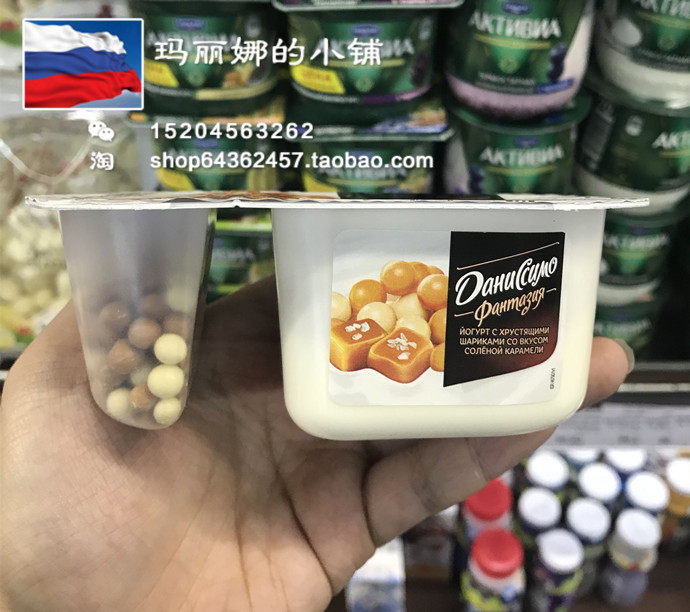 玛丽娜的小铺
15204563262
淘 shop64362457.taobao.com
АКТИВИА
АКТИВИА
АКТИВИА
ДаниССимо
Фантазия
ЙОГУРТ С ХРУСТЯЩИМИ
ШАРИКАМИ СО ВКУСОМ
СОЛЁНОЙ КАРАМЕЛИ